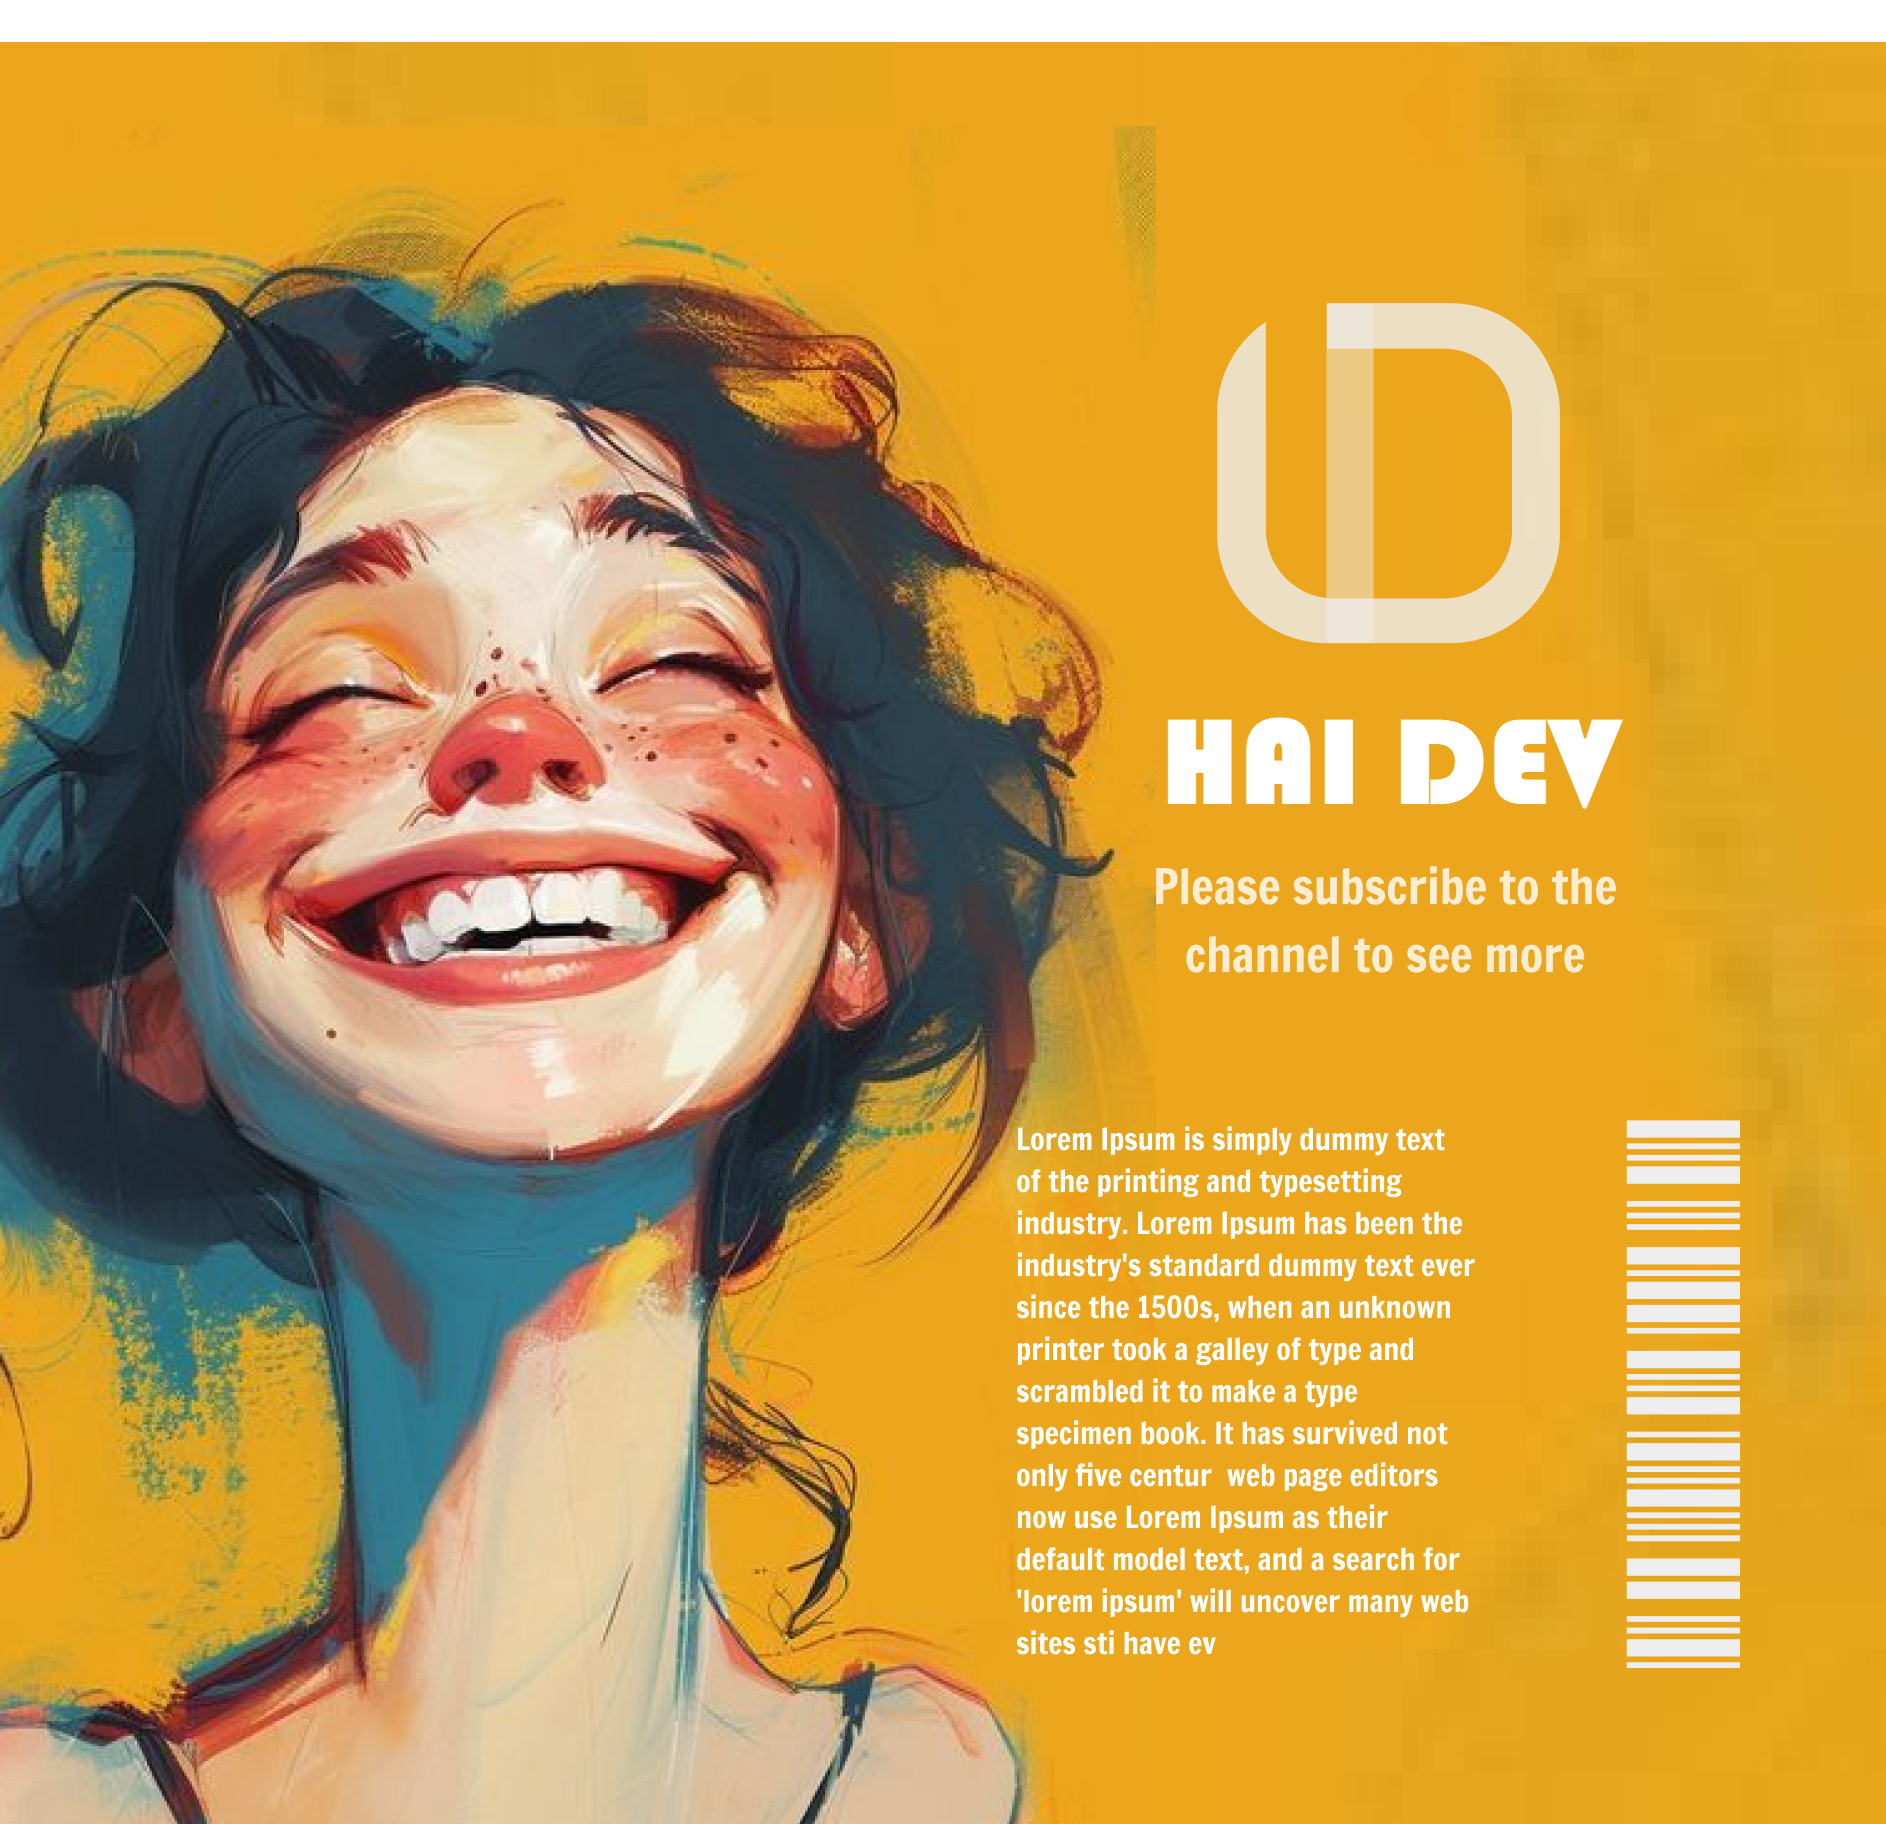 HAI DEV
Please subscribe to the
channel to see more
Lorem Ipsum is simply dummy text
of the printing and typesetting
industry. Lorem Ipsum has been the
industry's standard dummy text ever
since the 1500s, when an unknown
printer took a galley of type and
scrambled it to make a type
specimen book. It has survived not
only five centur  web page editors
now use Lorem Ipsum as their
default model text, and a search for
'lorem ipsum' will uncover many web
sites sti have ev